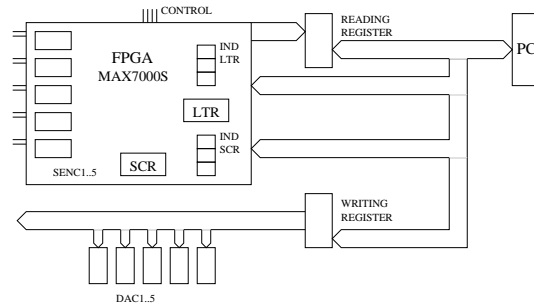 CONTROL
READING
REGISTER
FPGA
MAX7000S
IND
LTR
PC
LTR
IND
SCR
SCR
SENC1..5
WRITING
REGISTER
DAC1..5